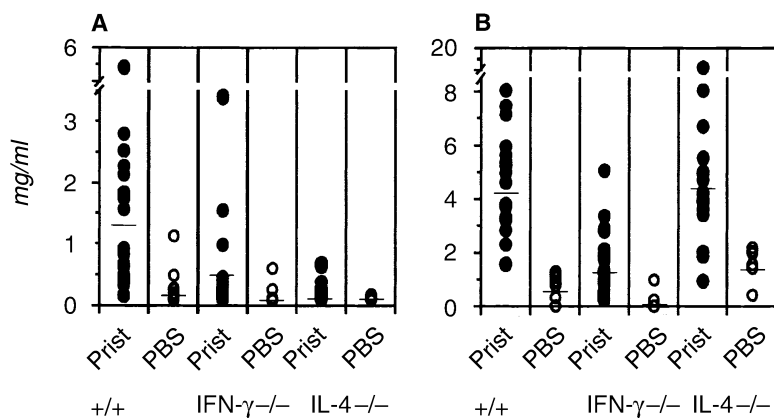 A B
6 20
3 8
6
2
mg/ml 4
1
2
0 0
Prist PBS Prist PBS Prist PBS Prist PBS Prist PBS Prist PBS
+/+ IFN-γ–/– IL-4–/– +/+ IFN-γ–/– IL-4–/–